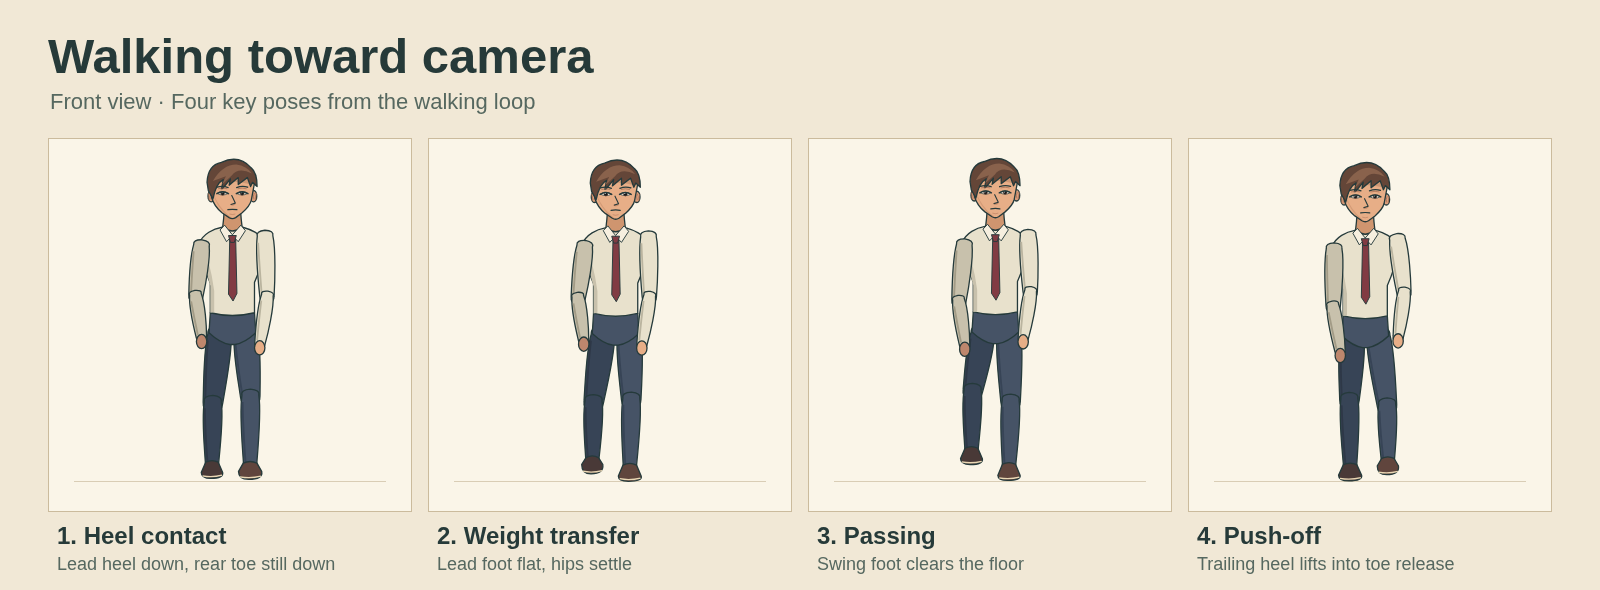 Walking toward camera
Front view · Four key poses from the walking loop
1. Heel contact
Lead heel down, rear toe still down
2. Weight transfer
Lead foot flat, hips settle
3. Passing
Swing foot clears the floor
4. Push-off
Trailing heel lifts into toe release